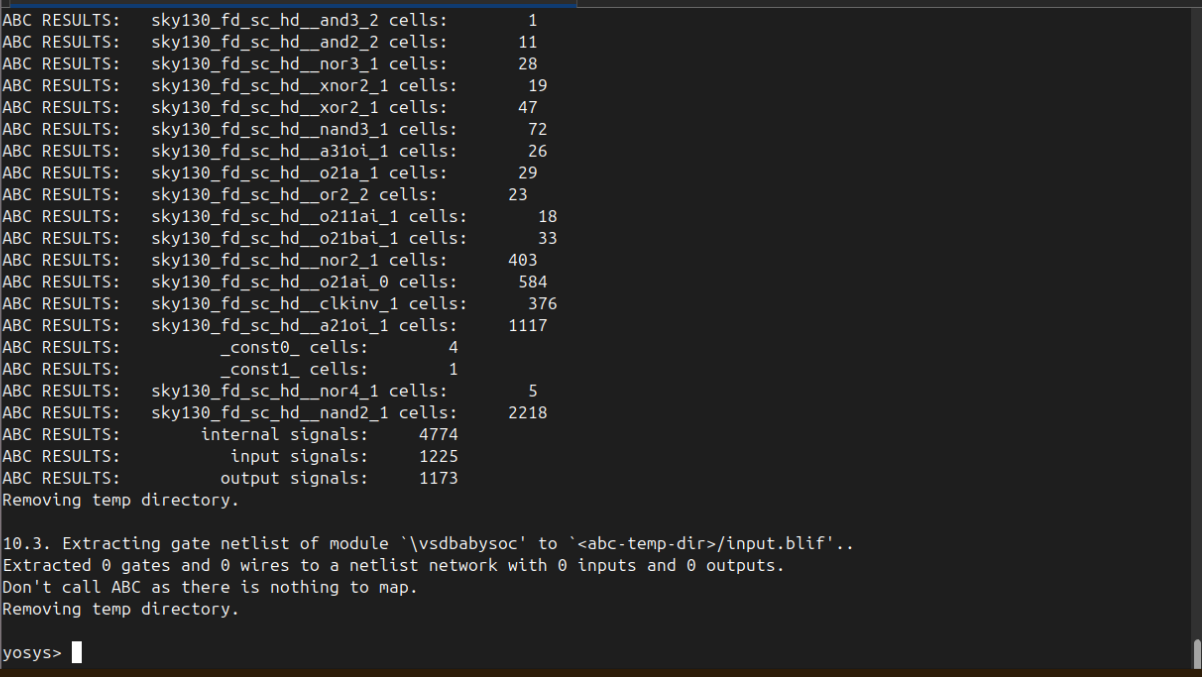 ABC RESULTS:   sky130_fd_sc_hd__and3_2 cells:        1
ABC RESULTS:   sky130_fd_sc_hd__and2_2 cells:       11
ABC RESULTS:   sky130_fd_sc_hd__nor3_1 cells:       28
ABC RESULTS:   sky130_fd_sc_hd__xnor2_1 cells:       19
ABC RESULTS:   sky130_fd_sc_hd__xor2_1 cells:       47
ABC RESULTS:   sky130_fd_sc_hd__nand3_1 cells:       72
ABC RESULTS:   sky130_fd_sc_hd__a31oi_1 cells:       26
ABC RESULTS:   sky130_fd_sc_hd__o21a_1 cells:       29
ABC RESULTS:   sky130_fd_sc_hd__or2_2 cells:       23
ABC RESULTS:   sky130_fd_sc_hd__o211ai_1 cells:       18
ABC RESULTS:   sky130_fd_sc_hd__o21bai_1 cells:       33
ABC RESULTS:   sky130_fd_sc_hd__nor2_1 cells:      403
ABC RESULTS:   sky130_fd_sc_hd__o21ai_0 cells:      584
ABC RESULTS:   sky130_fd_sc_hd__clkinv_1 cells:      376
ABC RESULTS:   sky130_fd_sc_hd__a21oi_1 cells:     1117
ABC RESULTS:          _const0_ cells:        4
ABC RESULTS:          _const1_ cells:        1
ABC RESULTS:   sky130_fd_sc_hd__nor4_1 cells:        5
ABC RESULTS:   sky130_fd_sc_hd__nand2_1 cells:     2218
ABC RESULTS:        internal signals:     4774
ABC RESULTS:           input signals:     1225
ABC RESULTS:          output signals:     1173
Removing temp directory.

10.3. Extracting gate netlist of module `\vsdbabysoc' to `<abc-temp-dir>/input.blif'..
Extracted 0 gates and 0 wires to a netlist network with 0 inputs and 0 outputs.
Don't call ABC as there is nothing to map.
Removing temp directory.

yosys>